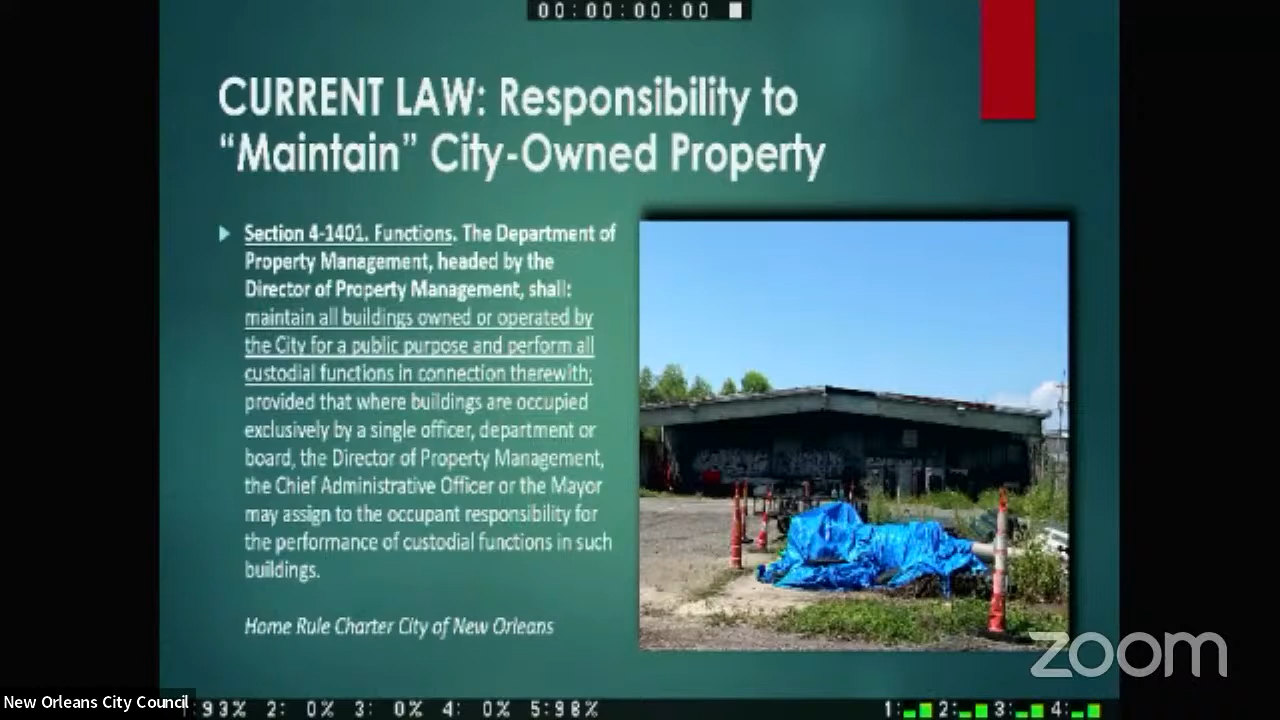 00:00:00:00
CURRENT LAW: Responsibility to
“Maintain” City-Owned Property
Section 4-1401. Functions. The Department of
Property Management, headed by the
Director of Property Management, shall:
maintain all buildings owned or operated by
the City for a public purpose and perform all
custodial functions in connection therewith;
provided that where buildings are occupied
exclusively by a single officer, department or
board, the Director of Property Management,
the Chief Administrative Officer or the Mayor
may assign to the occupant responsibility for
the performance of custodial functions in such
buildings.
Home Rule Charter City of New Orleans
zoom
New Orleans City Council
:93% 2: 0% 3: 0% 4: 0% 5:98%
1: 2: 3: 4: